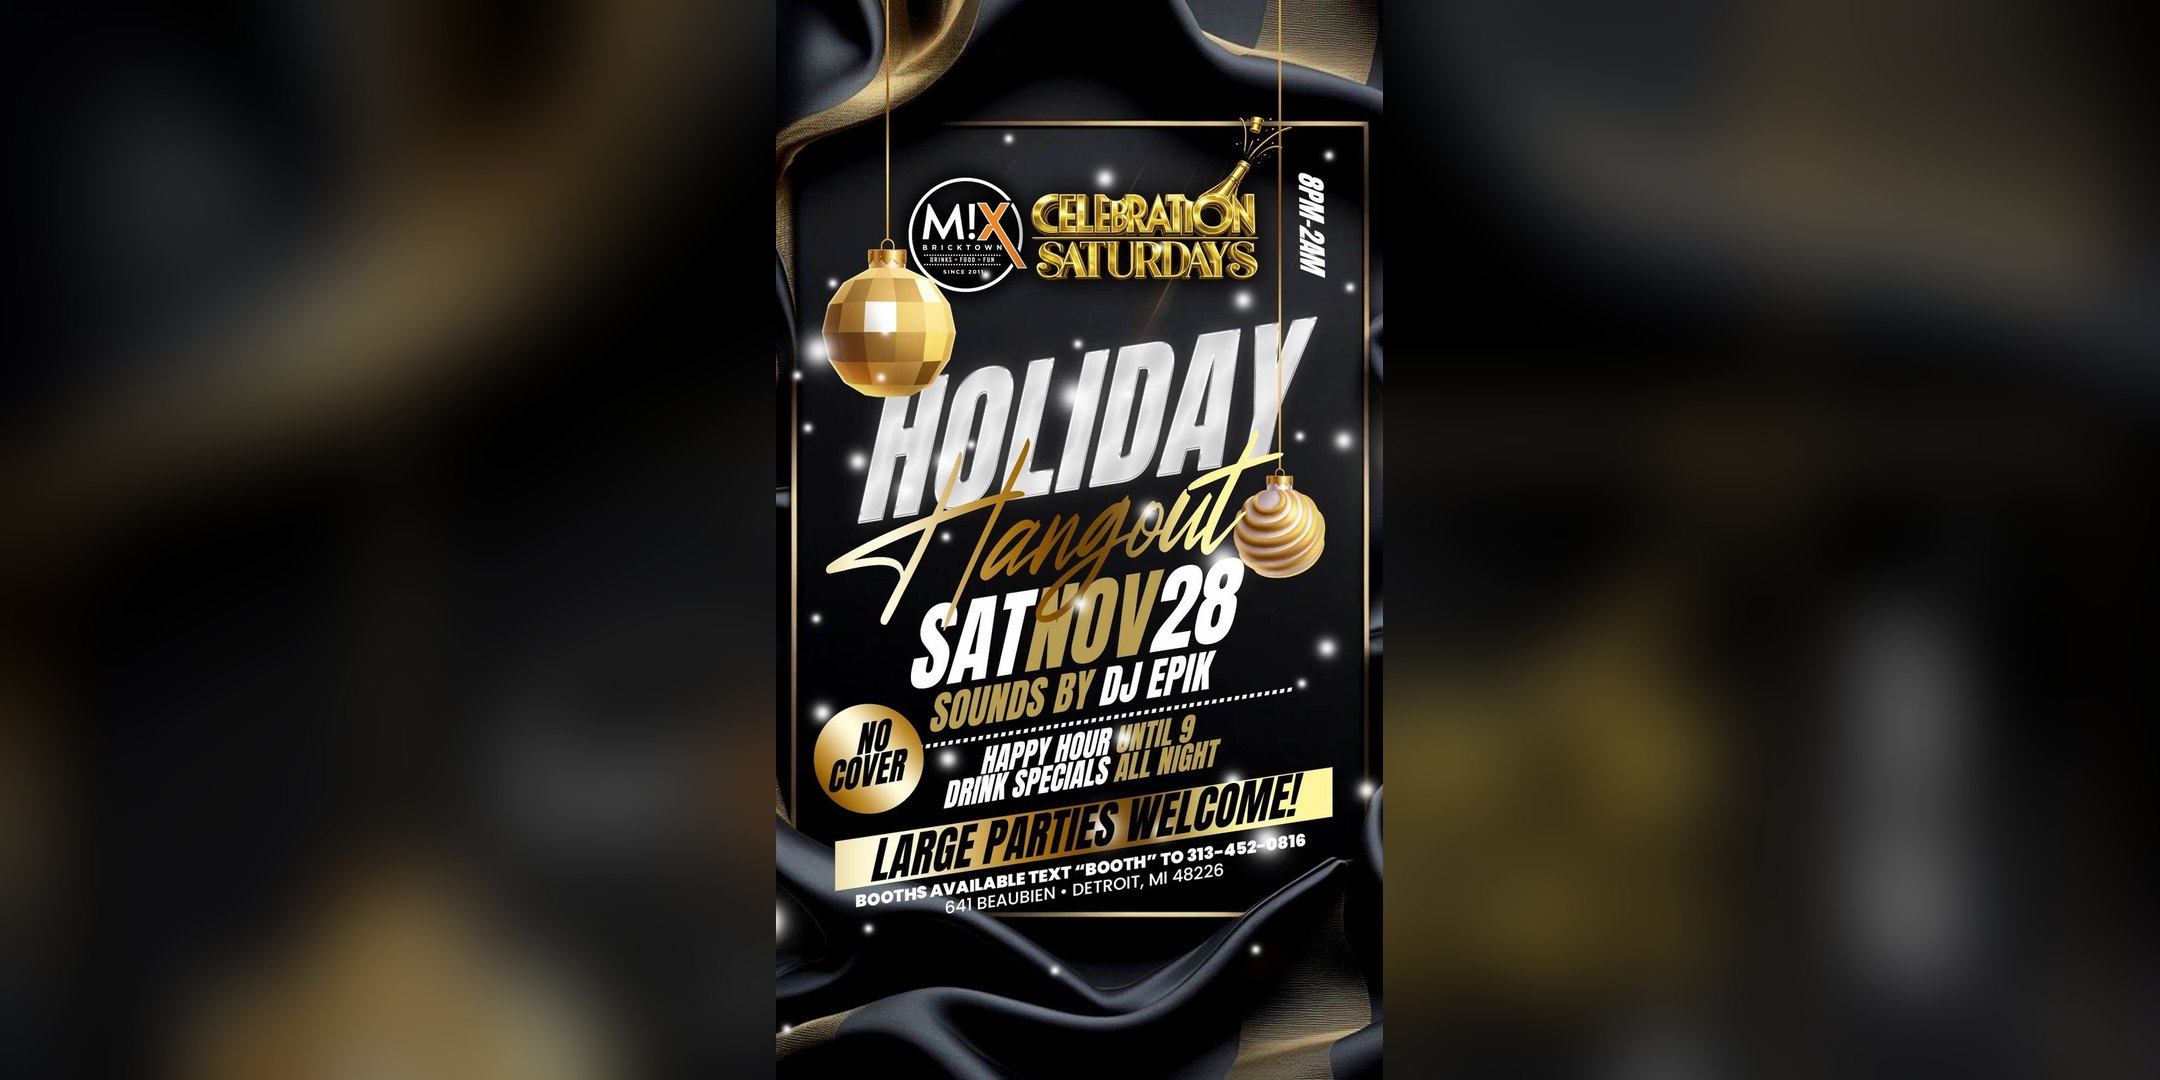 M!X
BRICKTOWN
DRINKS • FOOD • FUN
SINCE 2011
CELEBRATION
SATURDAYS
8PM-2AM
HOLIDAY
Hangout
SATNOV28
SOUNDS BY DJ EPIK
NO
COVER
HAPPY HOUR UNTIL 9
DRINK SPECIALS ALL NIGHT
LARGE PARTIES WELCOME!
BOOTHS AVAILABLE TEXT “BOOTH” TO 313-452-0816
641 BEAUBIEN • DETROIT, MI 48226